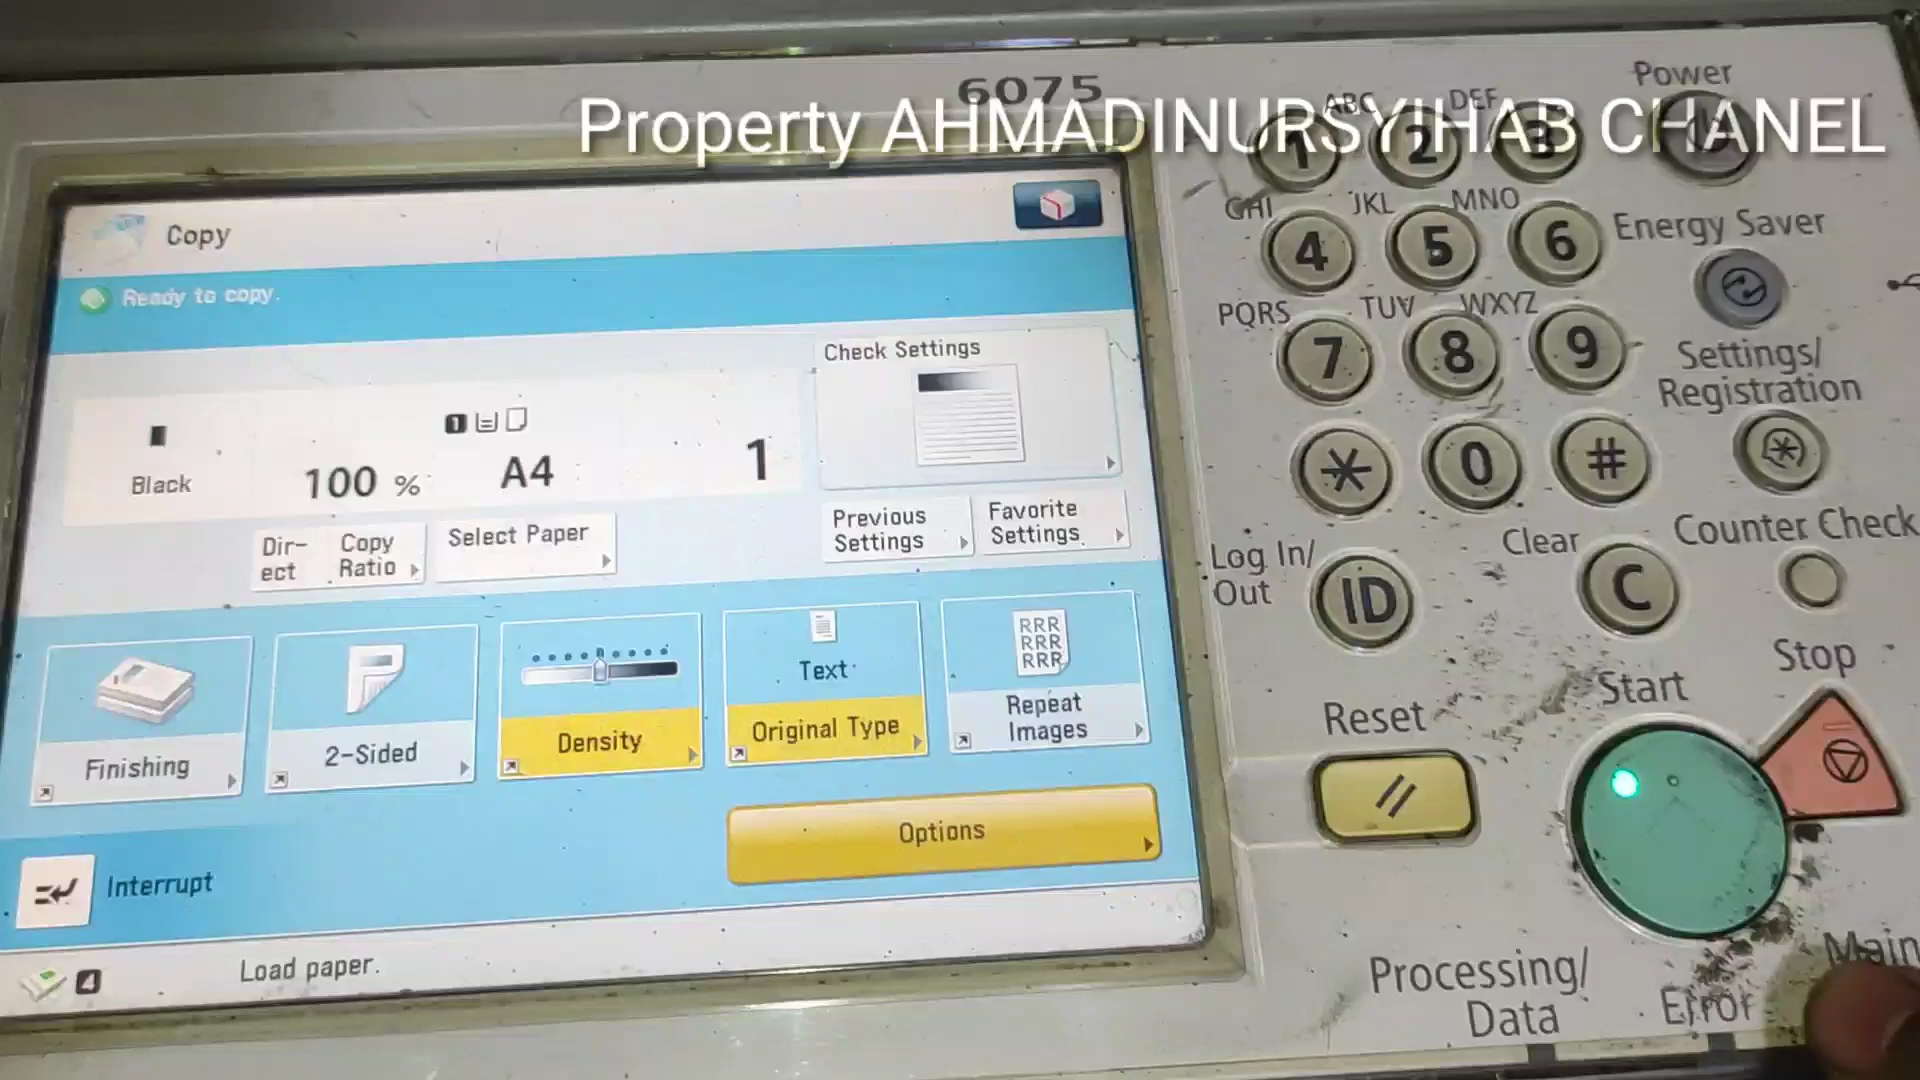 6075
Property AHMADINURSYIHAB CHANEL
Power
ABC
DEF
1
2
3
Copy
GHI
JKL
MNO
4
5
6
Energy Saver
Ready to copy.
PQRS
TUV
WXYZ
7
8
9
Settings/
Registration
Check Settings
Black
100 %
1
A4
1
*
0
#
Dir-
ect
Copy
Ratio
Select Paper
Previous
Settings
Favorite
Settings
Log In/
Out
ID
Clear
C
Counter Check
Finishing
2-Sided
Density
Text
Original Type
RRR
RRR
RRR
Repeat
Images
Reset
Start
Stop
Options
Interrupt
4
Load paper.
Processing/
Data
Error
Main